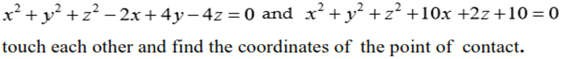 x² + y² + z² − 2x + 4y − 4z = 0 and x² + y² + z² +10x +2z +10 = 0
touch each other and find the coordinates of the point of contact.